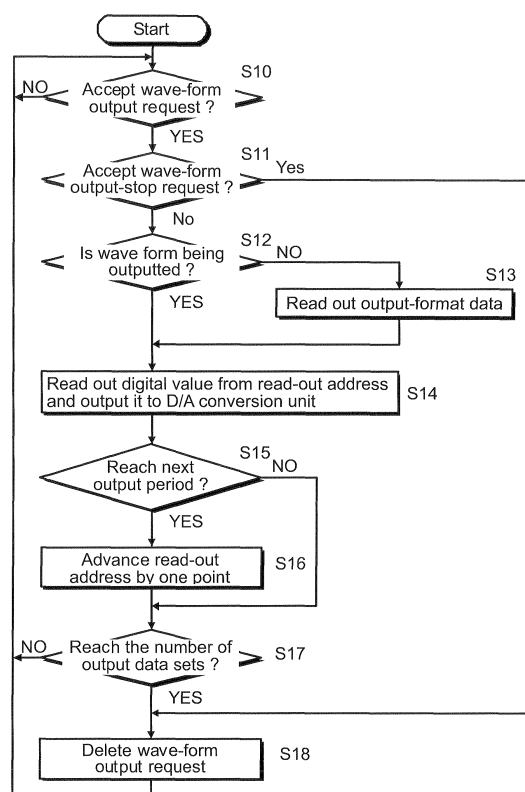 Start
S10
NO
Accept wave-form
output request ?
YES
S11
Accept wave-form
output-stop request ?
Yes
No
S12
Is wave form being
outputted ?
NO
YES
S13
Read out output-format data
Read out digital value from read-out address
and output it to D/A conversion unit
S14
S15
Reach next
output period ?
NO
YES
Advance read-out
address by one point
S16
NO
Reach the number of
output data sets ?
S17
YES
Delete wave-form
output request
S18